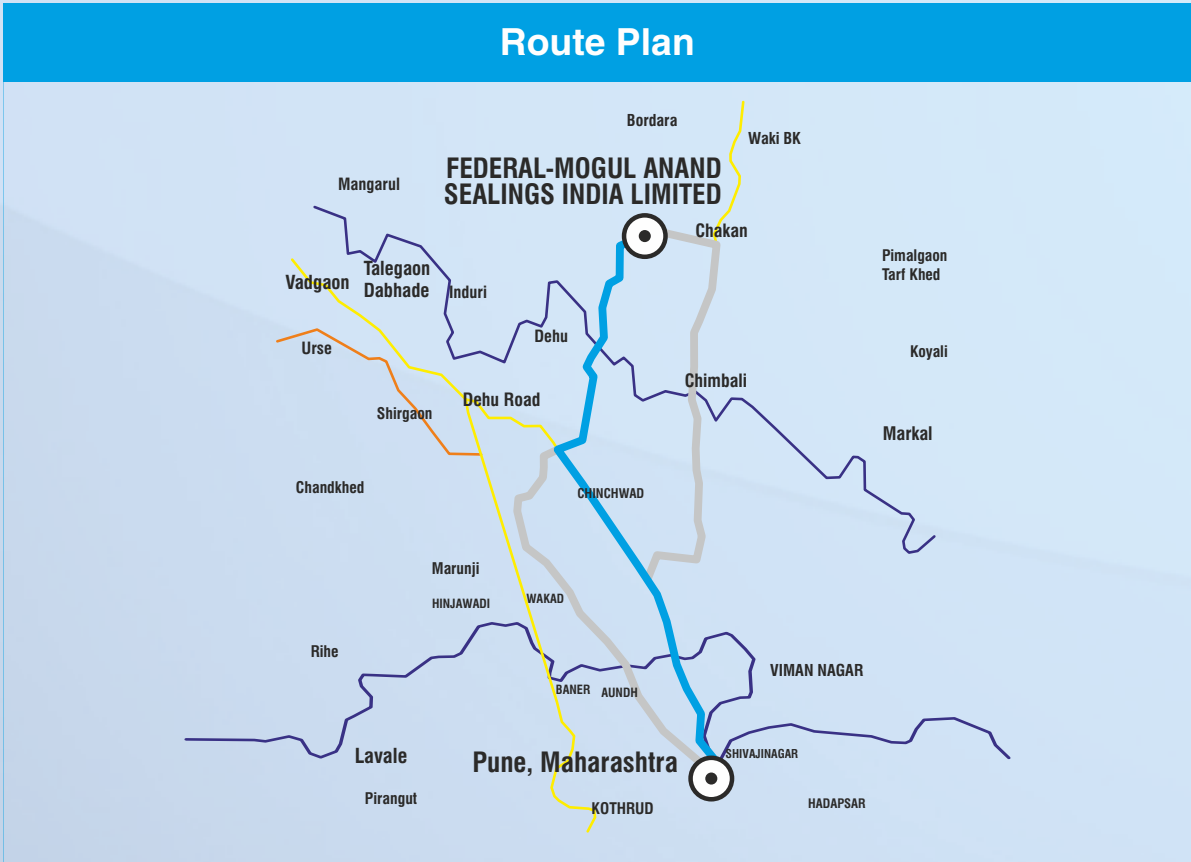 Route Plan
Bordara
Waki BK
FEDERAL-MOGUL ANAND
SEALINGS INDIA LIMITED
Mangarul
Chakan
Pimalgaon
Tarf Khed
Talegaon
Dabhade
Vadgaon
Induri
Dehu
Urse
Koyali
Chimbali
Dehu Road
Shirgaon
Markal
Chandkhed
CHINCHWAD
Marunji
HINJAWADI
WAKAD
Rihe
VIMAN NAGAR
BANER
AUNDH
Lavale
Pune, Maharashtra
SHIVAJINAGAR
Pirangut
KOTHRUD
HADAPSAR